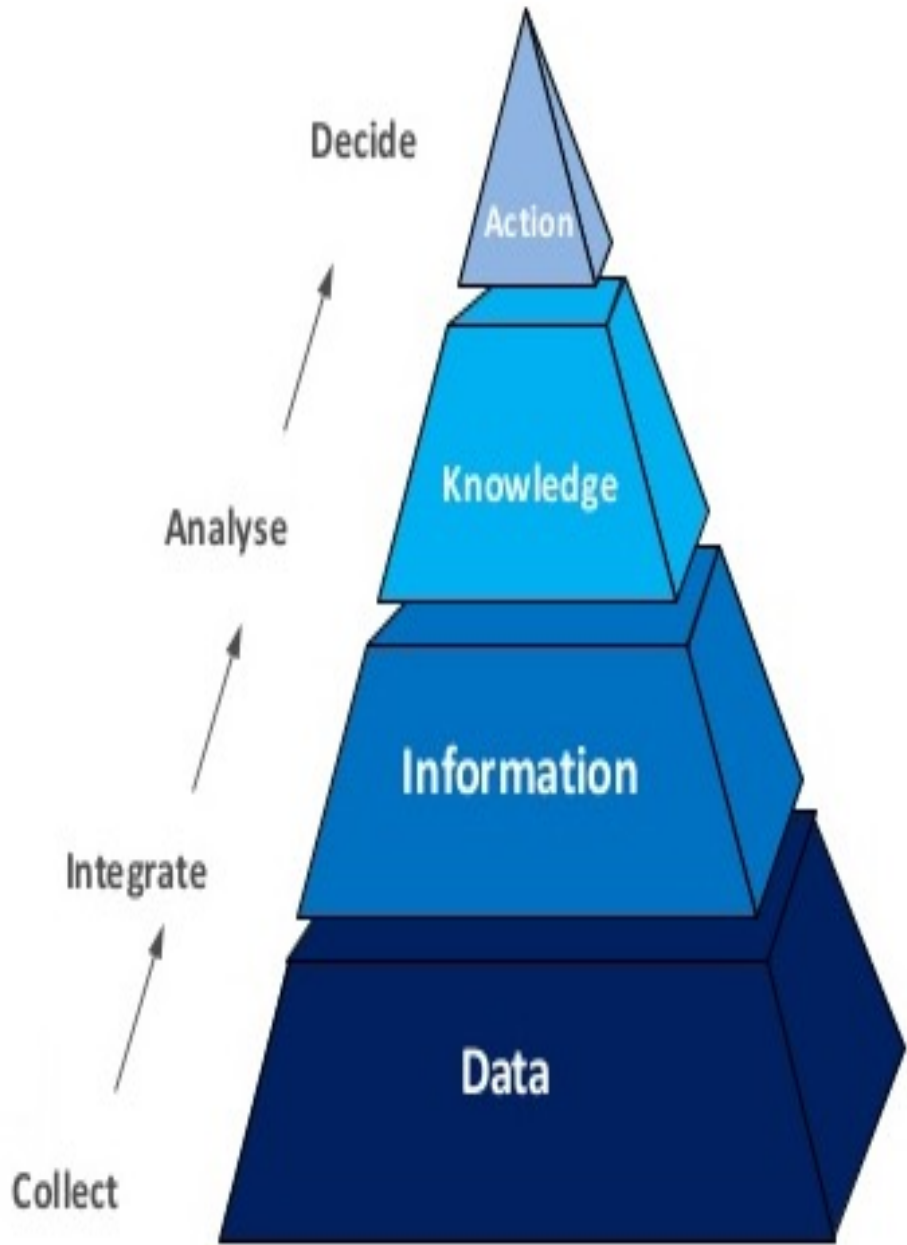 Decide
Action
Knowledge
Analyse
Information
Integrate
Data
Collect